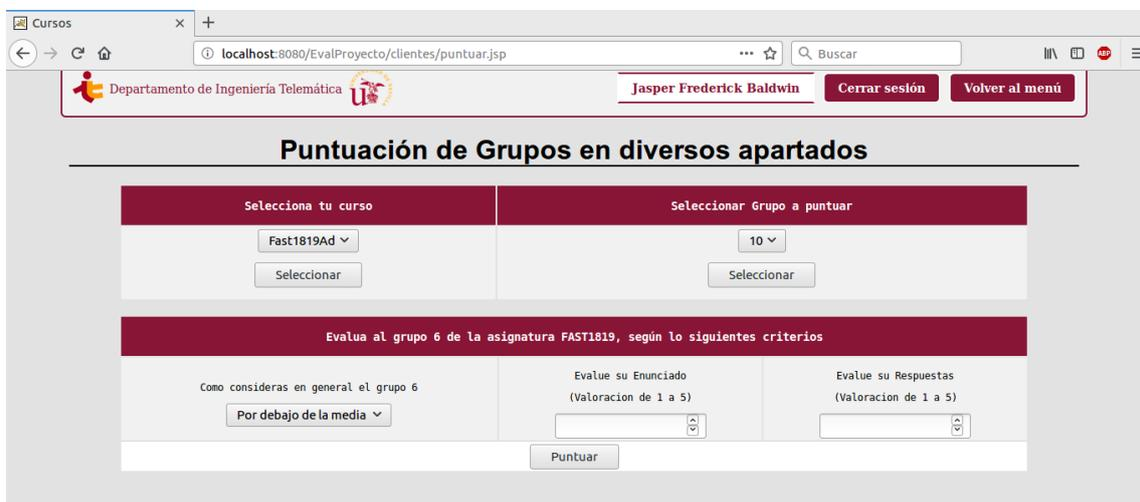 Cursos
localhost:8080/EvalProyecto/clientes/puntuar.jsp
Buscar
ABP
Departamento de Ingeniería Telemática
Jasper Frederick Baldwin
Cerrar sesión
Volver al menú
Puntuación de Grupos en diversos apartados
Selecciona tu curso
Seleccionar Grupo a puntuar
Fast1819Ad
10
Seleccionar
Seleccionar
Evalua al grupo 6 de la asignatura FAST1819, según lo siguientes criterios
Como consideras en general el grupo 6
Por debajo de la media
Evalue su Enunciado
(Valoracion de 1 a 5)
Evalue su Respuestas
(Valoracion de 1 a 5)
Puntuar